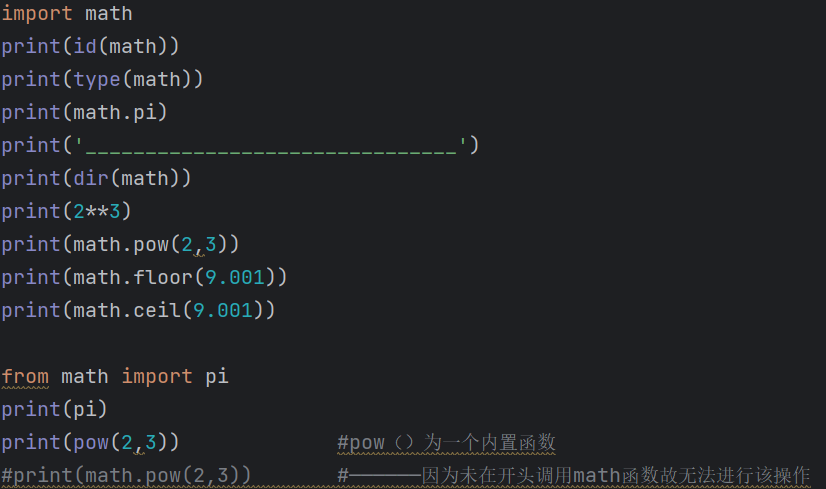 import math
print(id(math))
print(type(math))
print(math.pi)
print('_______________________________')
print(dir(math))
print(2**3)
print(math.pow(2,3))
print(math.floor(9.001))
print(math.ceil(9.001))
from math import pi
print(pi)
print(pow(2,3)) #pow（）为一个内置函数
#print(math.pow(2,3)) #——————因为未在开头调用math函数故无法进行该操作